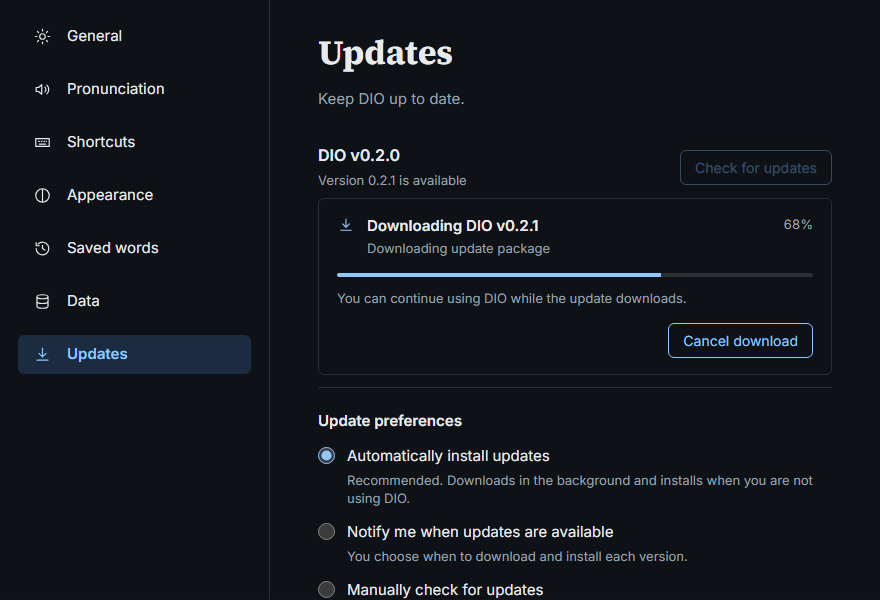 General
Pronunciation
Shortcuts
Appearance
Saved words
Data
Updates
Updates
Keep DIO up to date.
DIO v0.2.0
Version 0.2.1 is available
Check for updates
Downloading DIO v0.2.1
68%
Downloading update package
You can continue using DIO while the update downloads.
Cancel download
Update preferences
Automatically install updates
Recommended. Downloads in the background and installs when you are not
using DIO.
Notify me when updates are available
You choose when to download and install each version.
Manually check for updates